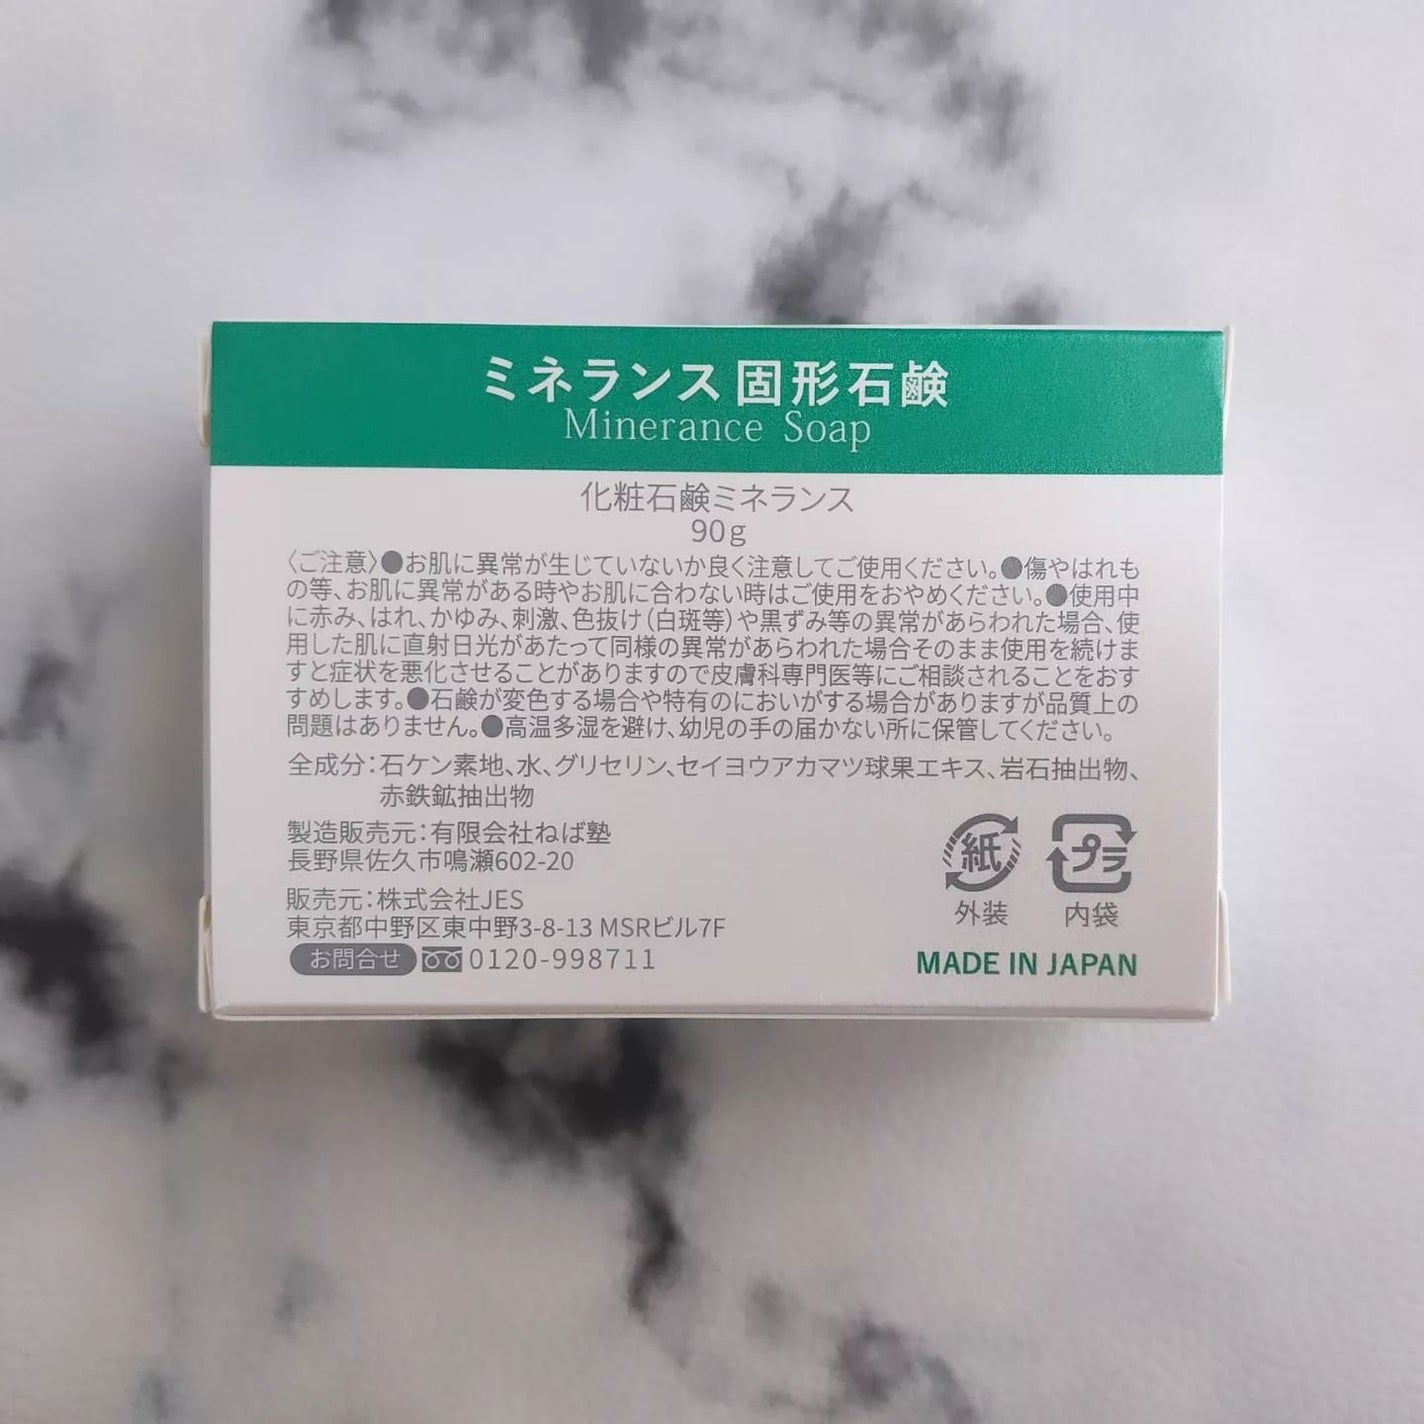 ミネランス 固形石鹸
Minerance Soap
化粧石鹸ミネランス
90g
〈ご注意〉●お肌に異常が生じていないか良く注意してご使用ください。●傷やはれも
の等、お肌に異常がある時やお肌に合わない時はご使用をおやめください。●使用中
に赤み、はれ、かゆみ、刺激、色抜け(白斑等)や黒ずみ等の異常があらわれた場合、使
用した肌に直射日光があたって同様の異常があらわれた場合そのまま使用を続けま
すと症状を悪化させることがありますので皮膚科専門医等にご相談されることをおす
すめします。●石鹸が変色する場合や特有のにおいがする場合がありますが品質上の
問題はありません。●高温多湿を避け、幼児の手の届かない所に保管してください。
全成分:石ケン素地、水、グリセリン、セイヨウアカマツ球果エキス、岩石抽出物、
赤鉄鉱抽出物
製造販売元:有限会社ねば塾
長野県佐久市鳴瀬602-20
販売元:株式会社JES
東京都中野区東中野3-8-13 MSRビル7F
お問合せ 0120-998711
紙
外装
プラ
内袋
MADE IN JAPAN